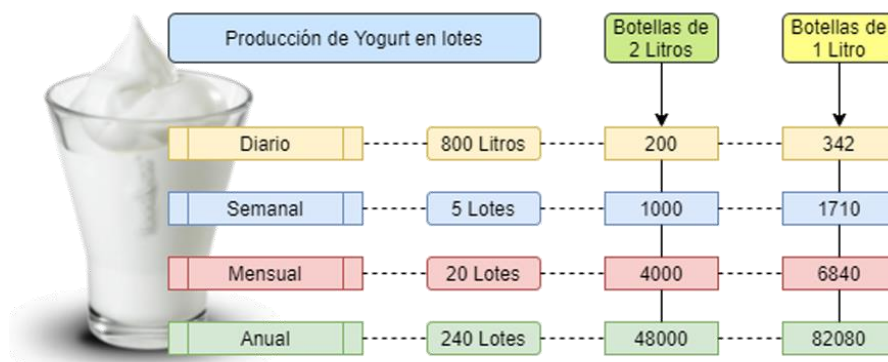 Producción de Yogurt en lotes
Botellas de
2 Litros
Botellas de
1 Litro
Diario 800 Litros 200 342
Semanal 5 Lotes 1000 1710
Mensual 20 Lotes 4000 6840
Anual 240 Lotes 48000 82080